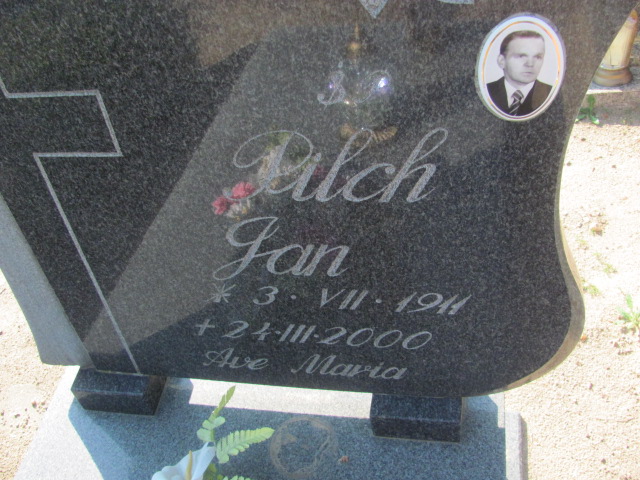 Pilch
Jan
* 3 · VII · 1911
+ 24·III·2000
Ave Maria